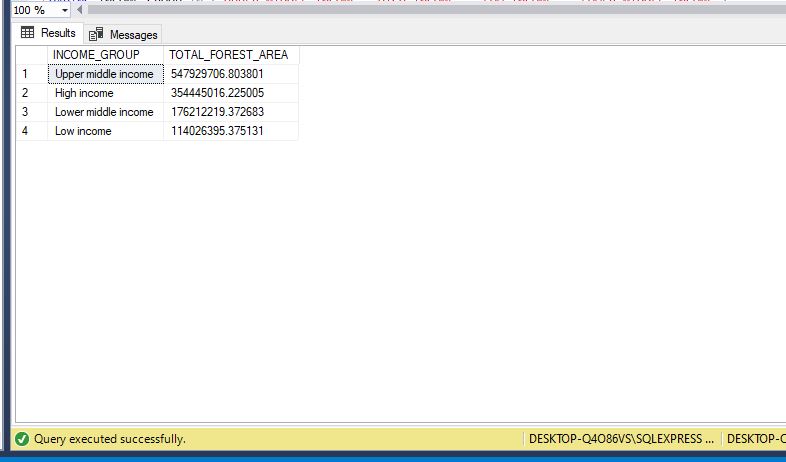 100 %
Results Messages
INCOME_GROUP TOTAL_FOREST_AREA
1 Upper middle income 547929706.803801
2 High income 354445016.225005
3 Lower middle income 176212219.372683
4 Low income 114026395.375131
Query executed successfully. DESKTOP-Q4O86VS\SQLEXPRESS ... DESKTOP-Q